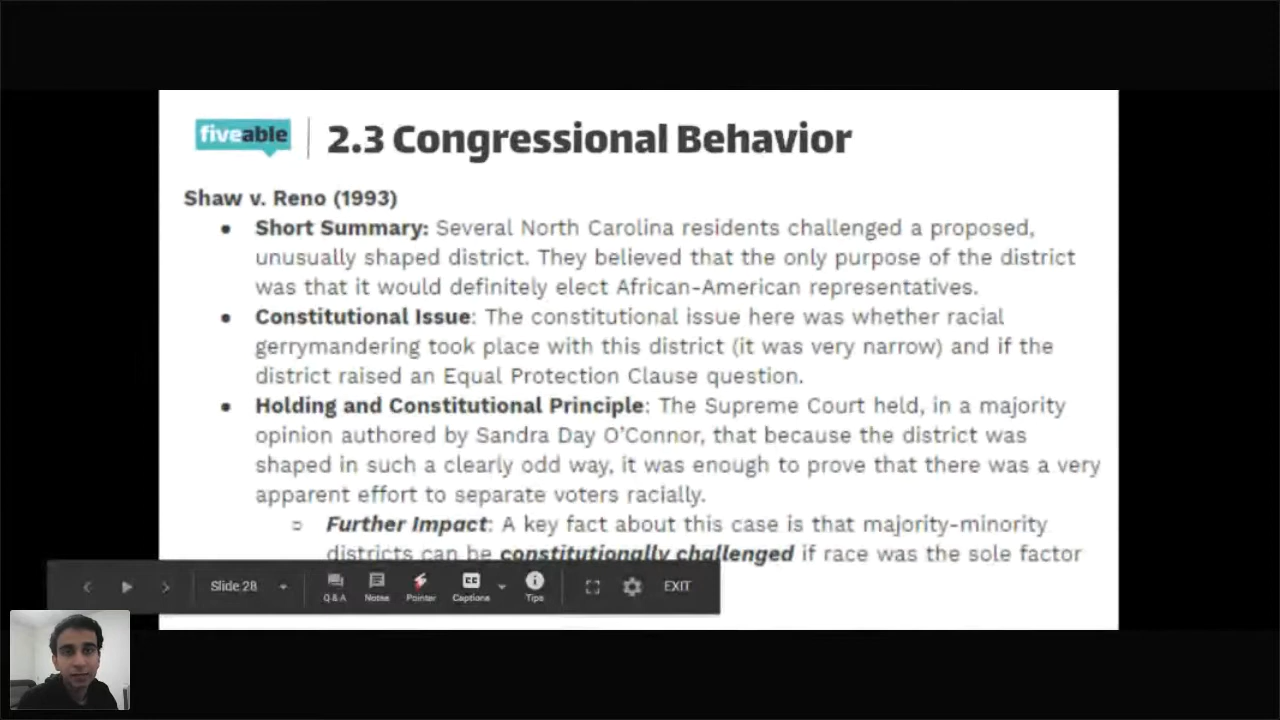 fiveable
2.3 Congressional Behavior
Shaw v. Reno (1993)
● Short Summary: Several North Carolina residents challenged a proposed,
unusually shaped district. They believed that the only purpose of the district
was that it would definitely elect African-American representatives.
● Constitutional Issue: The constitutional issue here was whether racial
gerrymandering took place with this district (it was very narrow) and if the
district raised an Equal Protection Clause question.
● Holding and Constitutional Principle: The Supreme Court held, in a majority
opinion authored by Sandra Day O'Connor, that because the district was
shaped in such a clearly odd way, it was enough to prove that there was a very
apparent effort to separate voters racially.
○ Further Impact: A key fact about this case is that majority-minority
districts can be constitutionally challenged if race was the sole factor
Slide 28
Q & A
Notes
Pointer
CC
Captions
Tips
EXIT